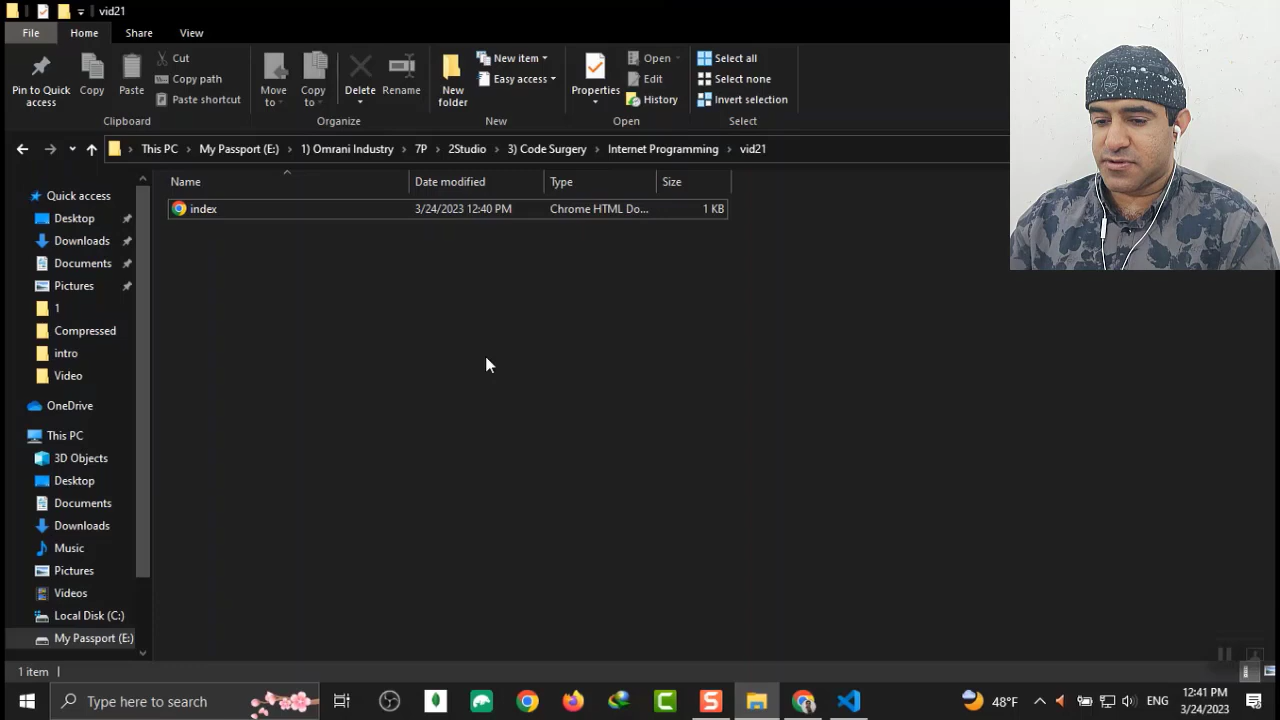 vid21
File Home Share View
Pin to Quick access
Copy
Paste
Cut
Copy path
Paste shortcut
Clipboard
Move to
Copy to
Delete
Rename
Organize
New folder
New item
Easy access
New
Properties
Open
Edit
History
Open
Select all
Select none
Invert selection
Select
This PC > My Passport (E:) > 1) Omrani Industry > 7P > 2Studio > 3) Code Surgery > Internet Programming > vid21
Name Date modified Type Size
index 3/24/2023 12:40 PM Chrome HTML Do... 1 KB
Quick access
Desktop
Downloads
Documents
Pictures
1
Compressed
intro
Video
OneDrive
This PC
3D Objects
Desktop
Documents
Downloads
Music
Pictures
Videos
Local Disk (C:)
My Passport (E:)
1 item
Type here to search
48°F
ENG
12:41 PM
3/24/2023